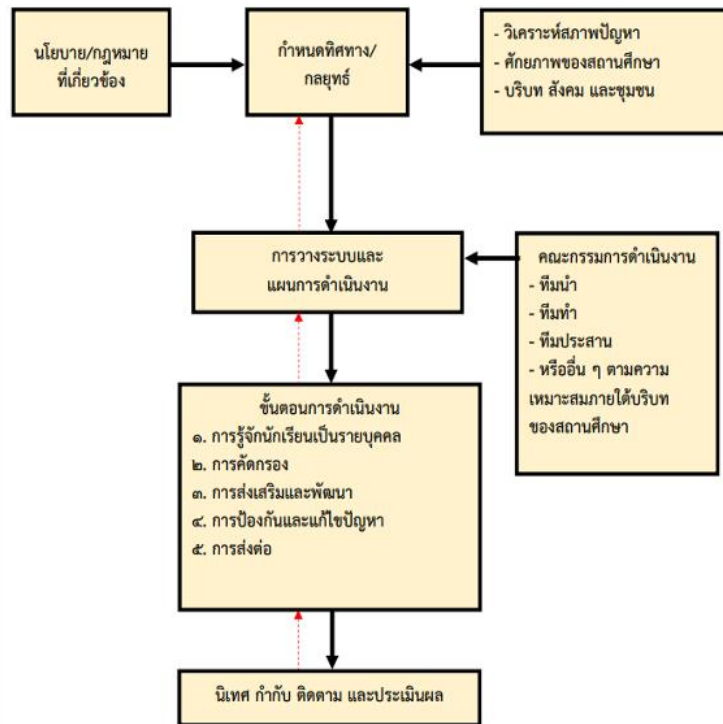 นโยบาย/กฎหมาย
ที่เกี่ยวข้อง
กำหนดทิศทาง/
กลยุทธ์
- วิเคราะห์สภาพปัญหา
- ศักยภาพของสถานศึกษา
- บริบท สังคม และชุมชน
การวางระบบและ
แผนการดำเนินงาน
คณะกรรมการดำเนินงาน
- ทีมนำ
- ทีมทำ
- ทีมประสาน
- หรืออื่น ๆ ตามความ
เหมาะสมภายใต้บริบท
ของสถานศึกษา
ขั้นตอนการดำเนินงาน
๑. การรู้จักนักเรียนเป็นรายบุคคล
๒. การคัดกรอง
๓. การส่งเสริมและพัฒนา
๔. การป้องกันและแก้ไขปัญหา
๕. การส่งต่อ
นิเทศ กำกับ ติดตาม และประเมินผล